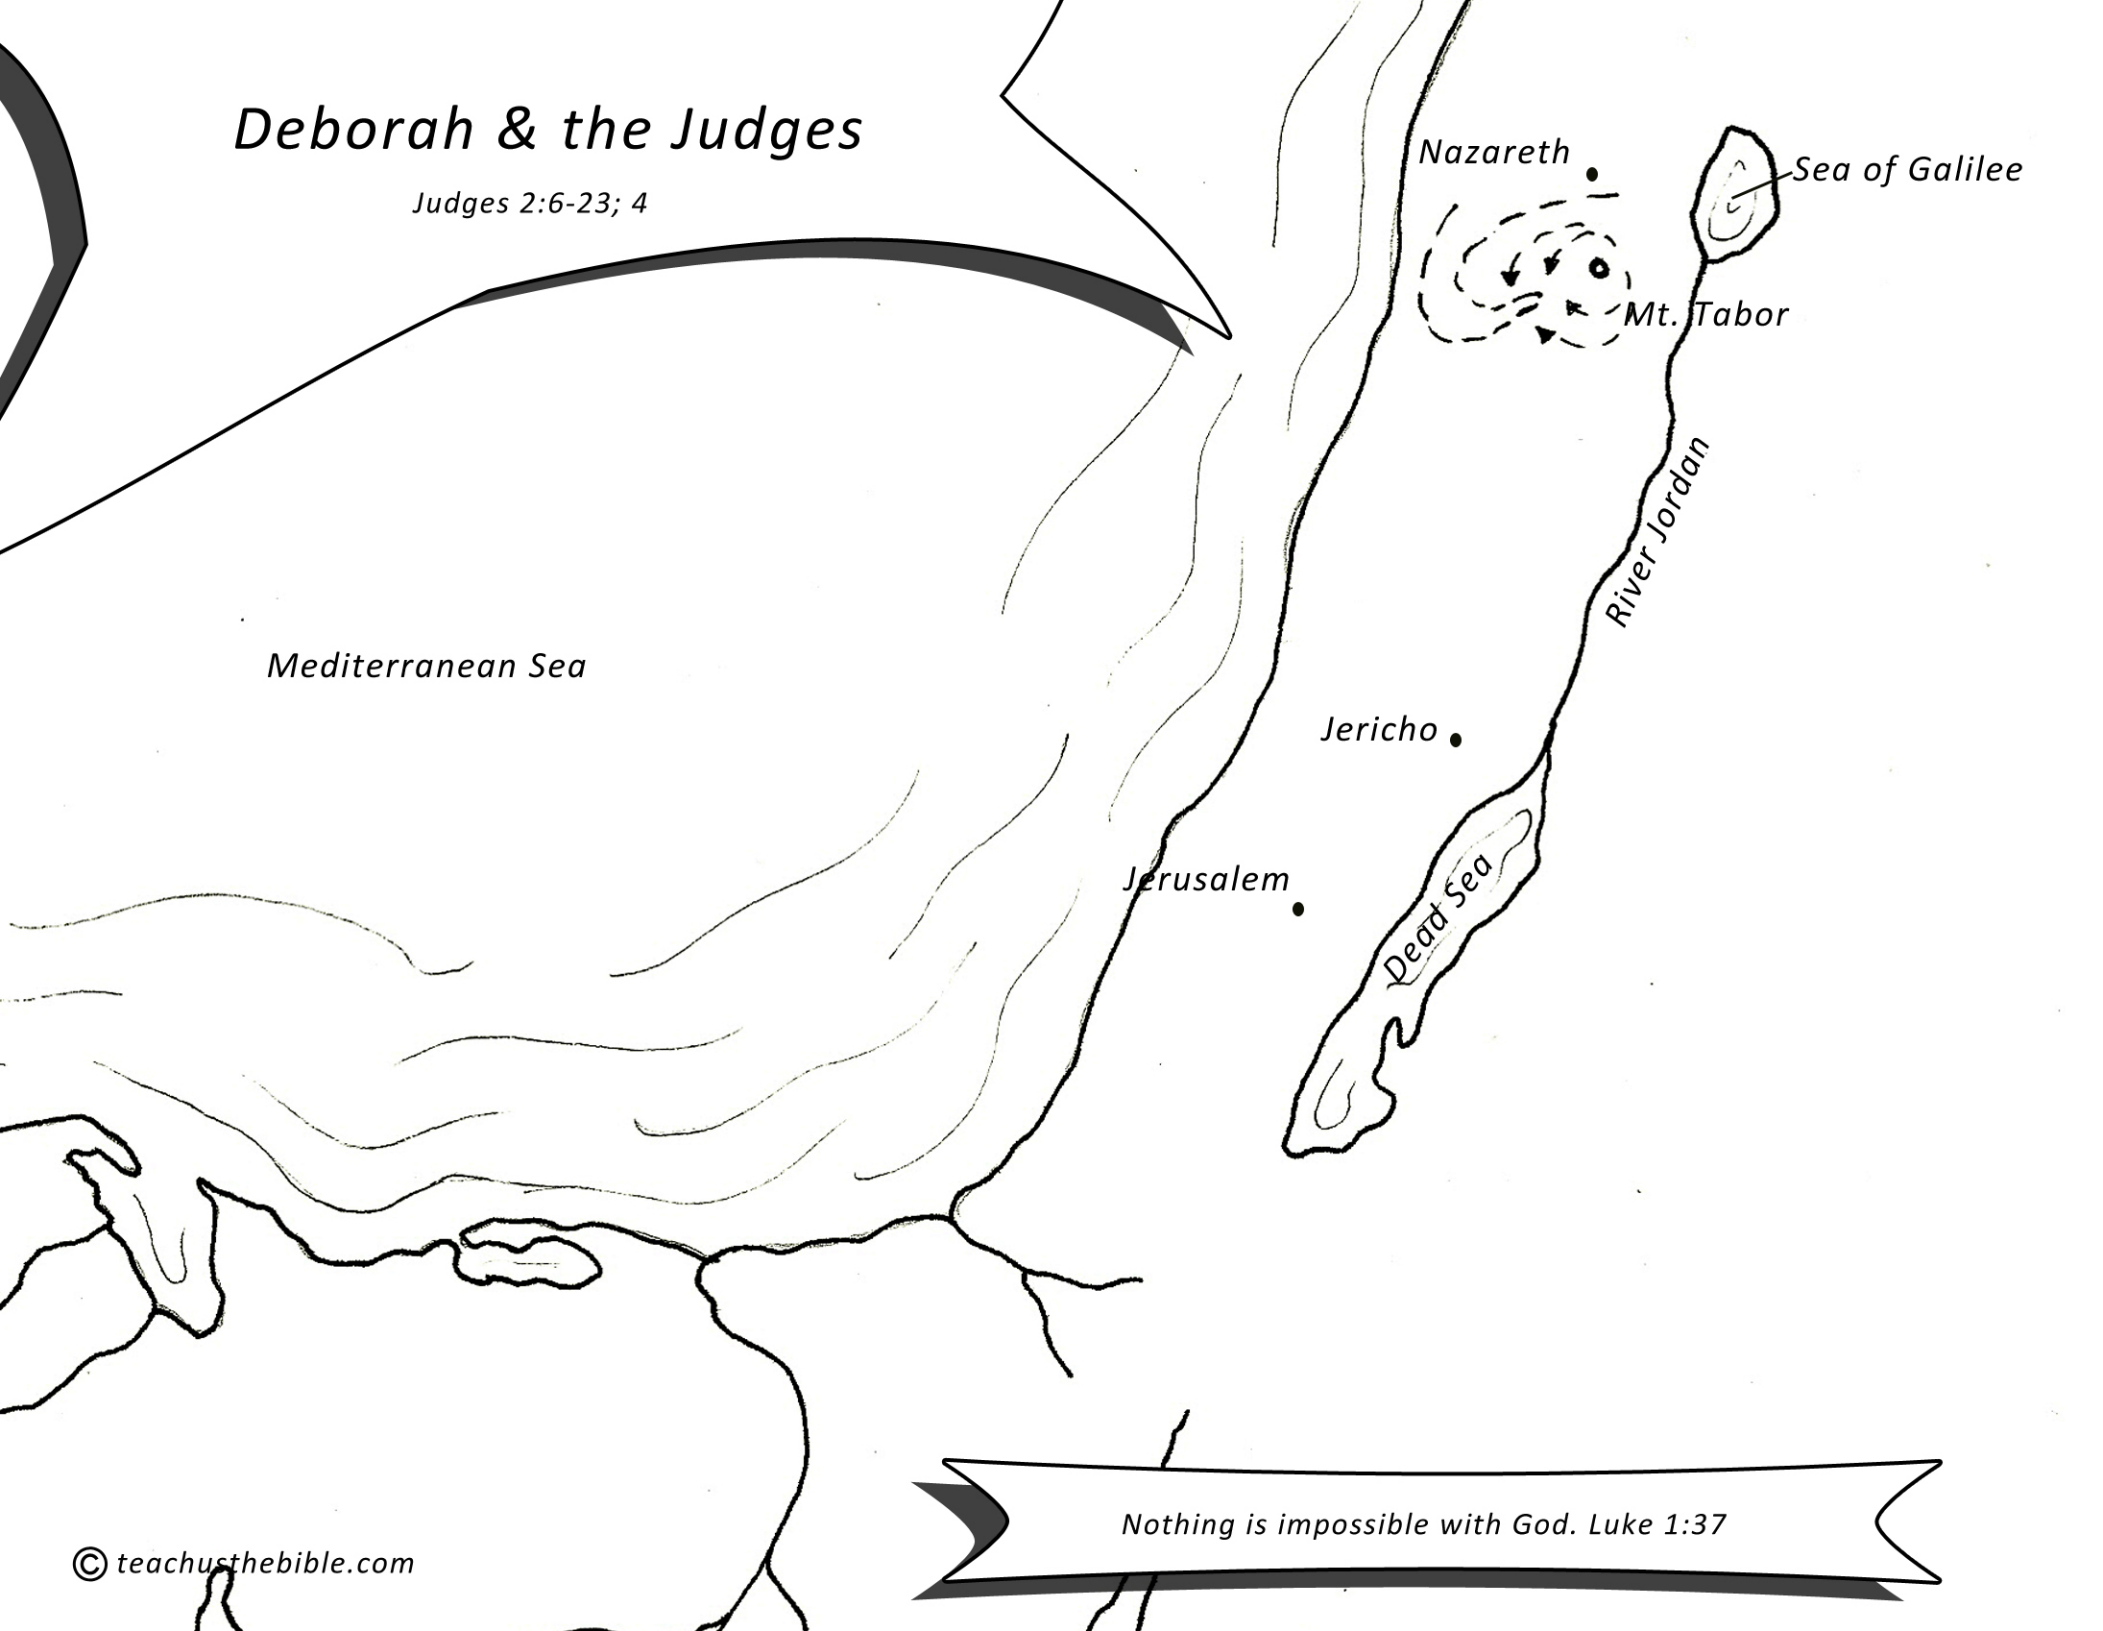 Deborah & the Judges
Judges 2:6-23; 4
Nazareth
Sea of Galilee
Mt. Tabor
River Jordan
Mediterranean Sea
Jericho
Jerusalem
Dead Sea
Nothing is impossible with God. Luke 1:37
© teachusthebible.com